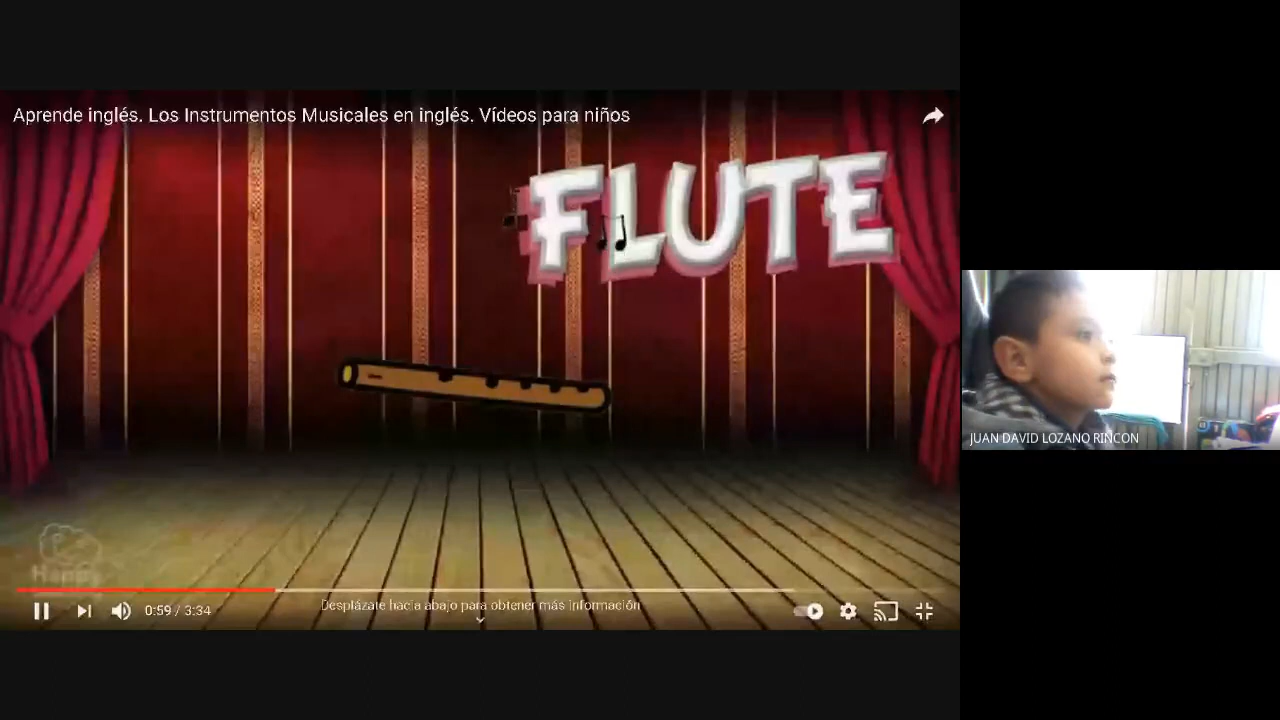 Aprende inglés. Los Instrumentos Musicales en inglés. Vídeos para niños
FLUTE
JUAN DAVID LOZANO RINCON
Happy
0:59 / 3:34
Desplázate hacia abajo para obtener más información